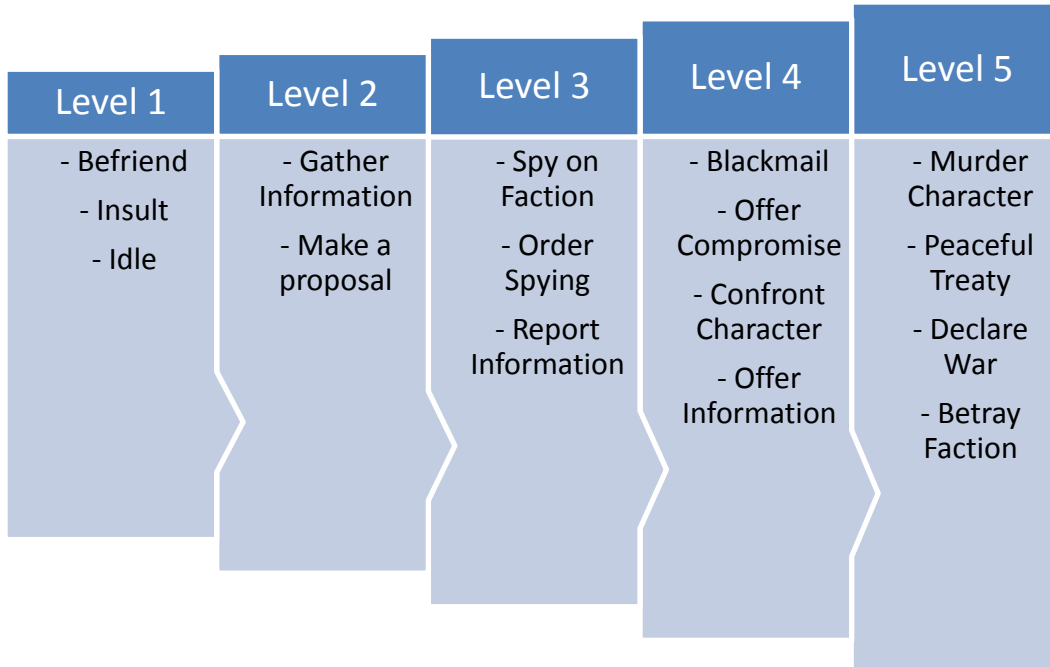 Level 1
- Befriend
- Insult
- Idle
Level 2
- Gather
Information
- Make a
proposal
Level 3
- Spy on
Faction
- Order
Spying
- Report
Information
Level 4
- Blackmail
- Offer
Compromise
- Confront
Character
- Offer
Information
Level 5
- Murder
Character
- Peaceful
Treaty
- Declare
War
- Betray
Faction